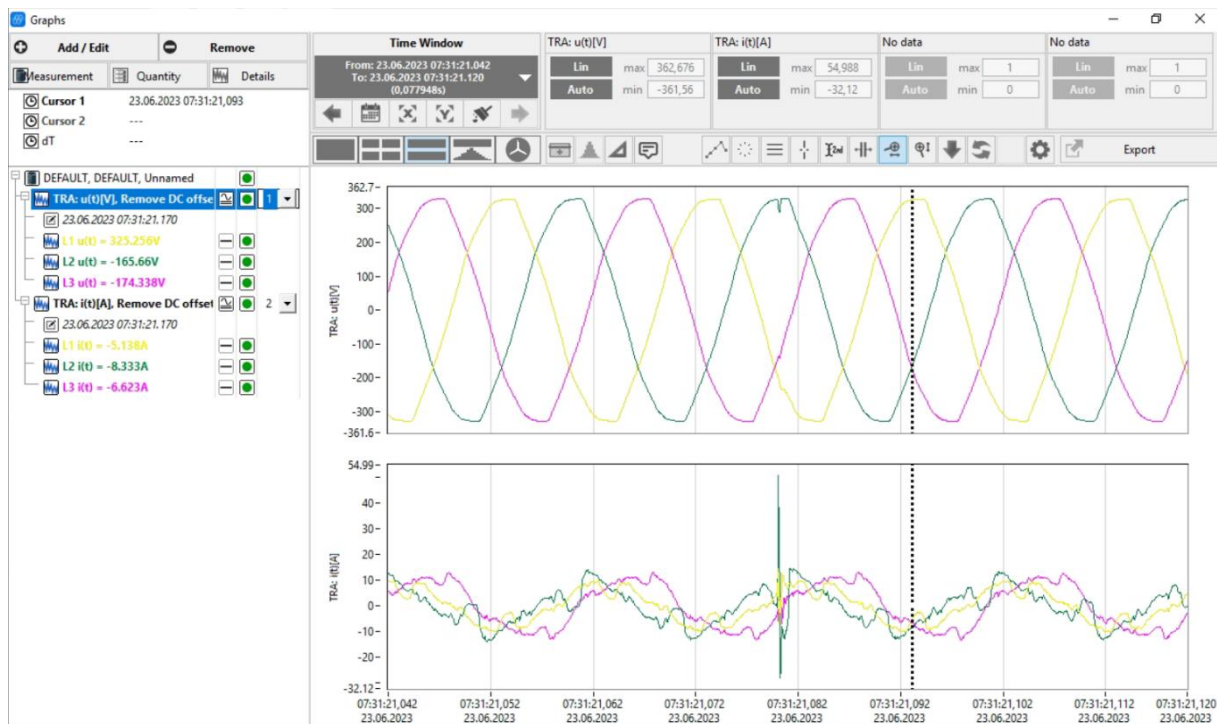 Graphs
Add / Edit
Remove
Measurement
Quantity
Details
Cursor 1 23.06.2023 07:31:21,093
Cursor 2 ---
dT ---
Time Window
From: 23.06.2023 07:31:21.042
To: 23.06.2023 07:31:21.120
(0,077948s)
TRA: u(t)[V]
Lin max 362,676
Auto min -361,56
TRA: i(t)[A]
Lin max 54,988
Auto min -32,12
No data
Lin max 1
Auto min 0
No data
Lin max 1
Auto min 0
Export
DEFAULT, DEFAULT, Unnamed
TRA: u(t)[V], Remove DC offse 1
23.06.2023 07:31:21.170
L1 u(t) = 325.256V
L2 u(t) = -165.66V
L3 u(t) = -174.338V
TRA: i(t)[A], Remove DC offset 2
23.06.2023 07:31:21.170
L1 i(t) = -5.138A
L2 i(t) = -8.333A
L3 i(t) = -6.623A
TRA: u(t)[V]
362.7
300
200
100
0
-100
-200
-300
-361.6
TRA: i(t)[A]
54.99
40
30
20
10
0
-10
-20
-32.12
07:31:21,042 07:31:21,052 07:31:21,062 07:31:21,072 07:31:21,082 07:31:21,092 07:31:21,102 07:31:21,112 07:31:21,120
23.06.2023 23.06.2023 23.06.2023 23.06.2023 23.06.2023 23.06.2023 23.06.2023 23.06.2023 23.06.2023